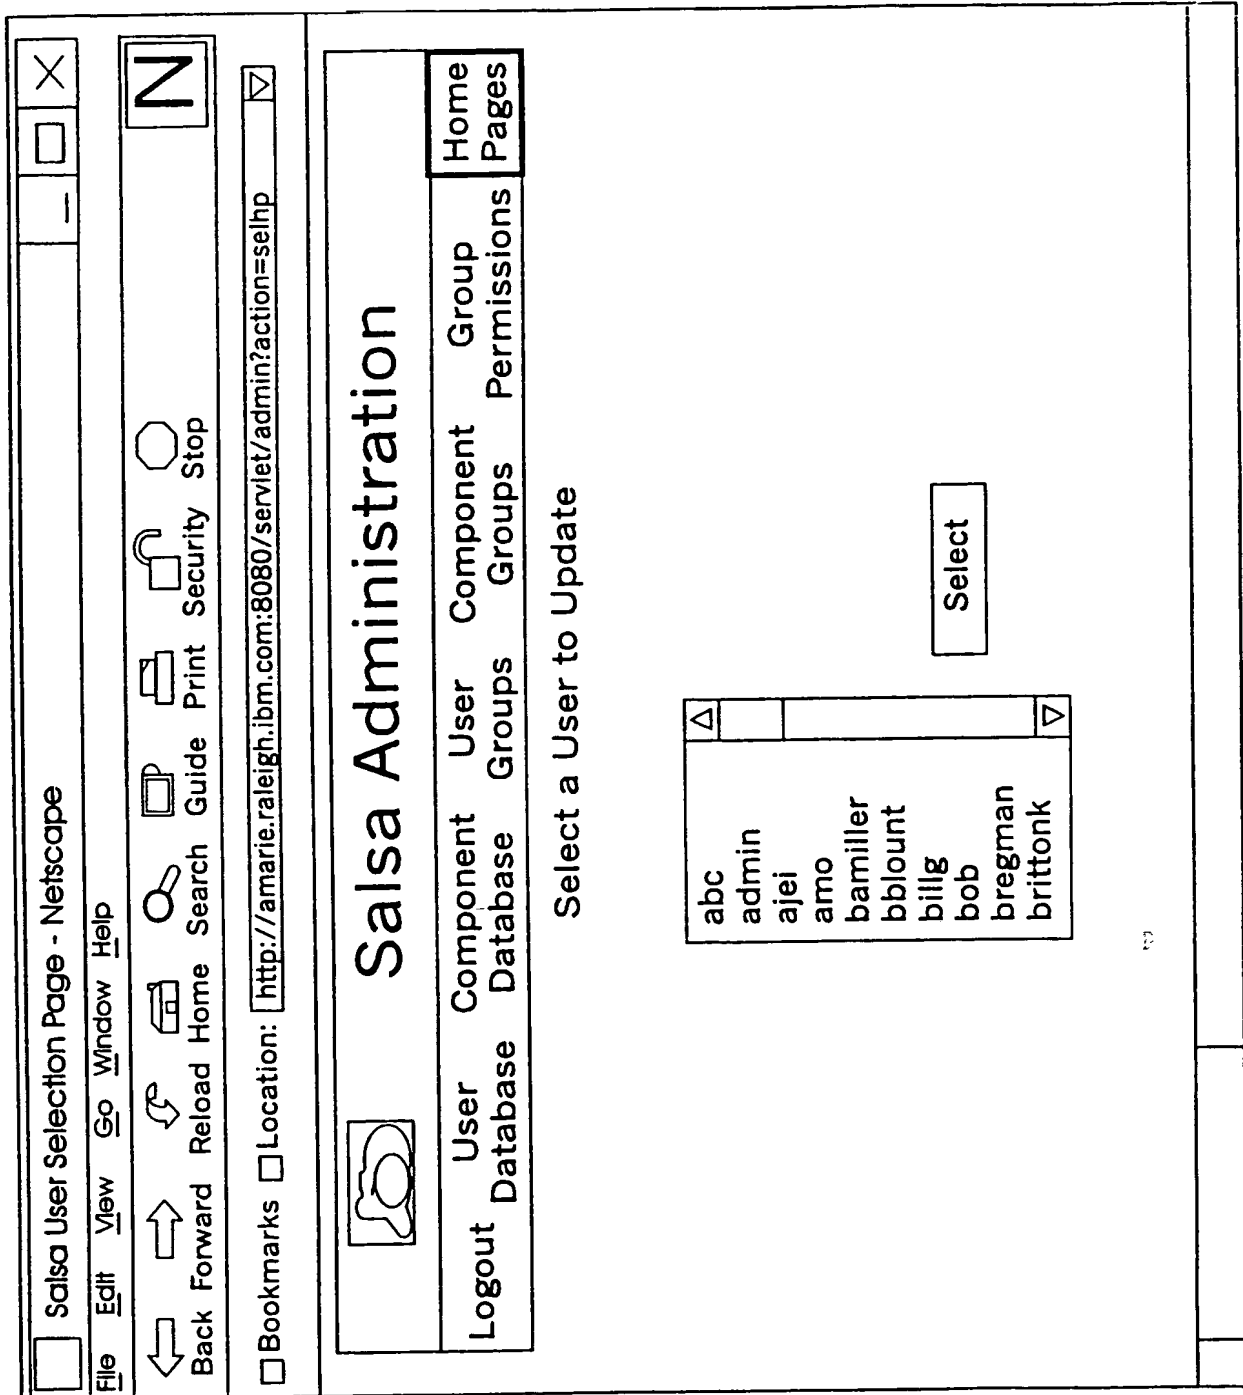 Salsa User Selection Page - Netscape
File Edit View Go Window Help
N
Back Forward Reload Home Search Guide Print Security Stop
Bookmarks Location: http://amarie.raleigh.ibm.com:8080/servlet/admin?action=selhp
Salsa Administration
Logout User Component User Component Group Home
Database Database Groups Groups Permissions Pages
Select a User to Update
abc
admin
ajei
amo
bamiller
bblount
billg
bob
bregman
brittonk
Select